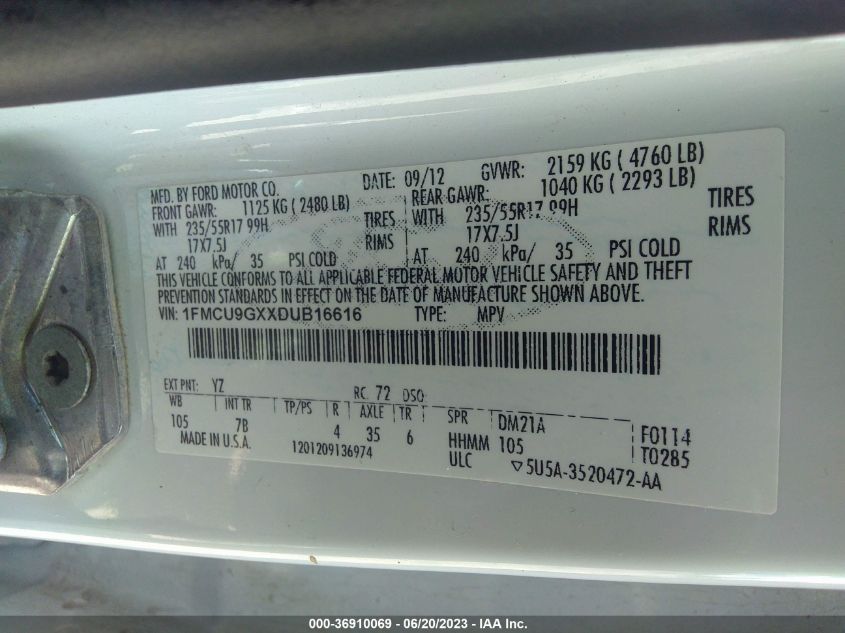 MFD. BY FORD MOTOR CO. DATE: 09/12 GVWR: 2159 KG ( 4760 LB)
FRONT GAWR: 1125 KG ( 2480 LB) REAR GAWR: 1040 KG ( 2293 LB)
WITH 235/55R17 99H TIRES WITH 235/55R17 99H TIRES
17X7.5J RIMS 17X7.5J RIMS
AT 240 kPa/ 35 PSI COLD AT 240 kPa/ 35 PSI COLD
THIS VEHICLE CONFORMS TO ALL APPLICABLE FEDERAL MOTOR VEHICLE SAFETY AND THEFT
PREVENTION STANDARDS IN EFFECT ON THE DATE OF MANUFACTURE SHOWN ABOVE.
VIN: 1FMCU9GXXDUB16616 TYPE: MPV
EXT PNT: YZ RC: 72 DSO:
WB INT TR TP/PS R AXLE TR SPR DM21A F0114
105 7B 4 35 6 HHMM 105 T0285
MADE IN U.S.A. 1201209136974 ULC ▽5U5A-3520472-AA
000-36910069 - 06/20/2023 - IAA Inc.